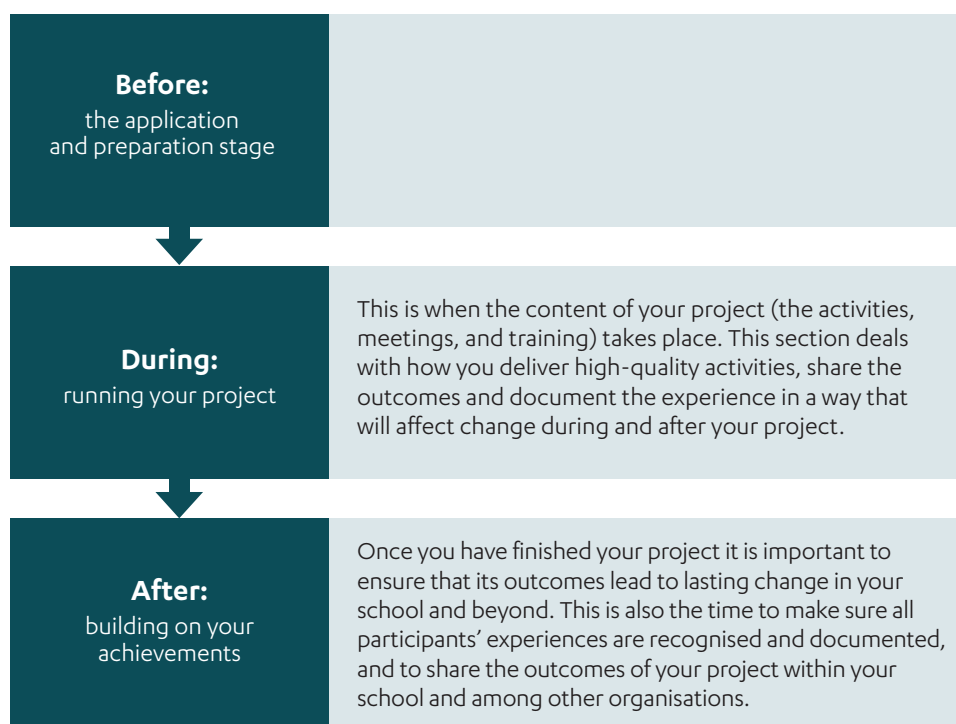 Before:
the application
and preparation stage
During:
running your project
This is when the content of your project (the activities,
meetings, and training) takes place. This section deals
with how you deliver high-quality activities, share the
outcomes and document the experience in a way that
will affect change during and after your project.
After:
building on your
achievements
Once you have finished your project it is important to
ensure that its outcomes lead to lasting change in your
school and beyond. This is also the time to make sure all
participants’ experiences are recognised and documented,
and to share the outcomes of your project within your
school and among other organisations.